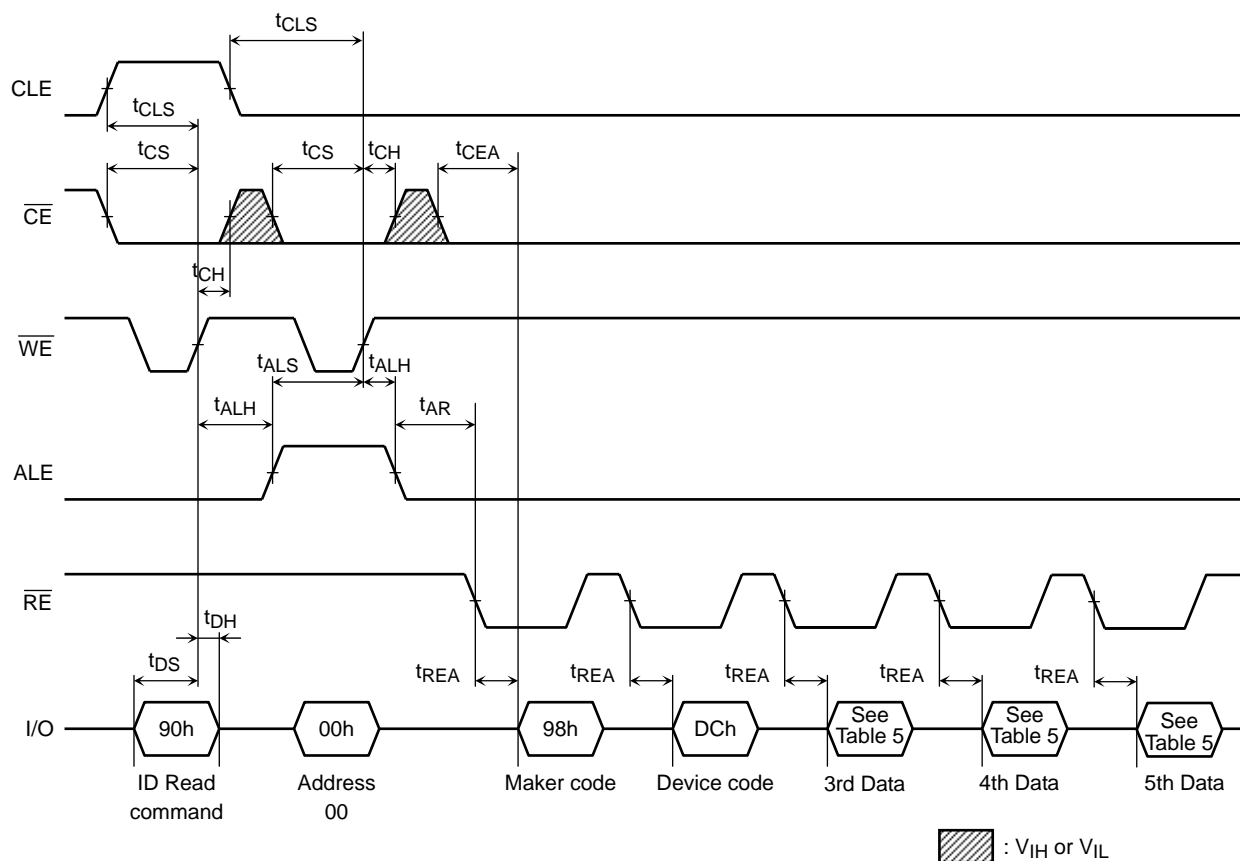 tCLS
CLE
tCLS
tCS tCS tCH tCEA
CE
tCH
WE
tALS tALH
tALH tAR
ALE
RE
tDH
tDS tREA tREA tREA tREA tREA
I/O 90h 00h 98h DCh See Table 5 See Table 5 See Table 5
ID Read command Address 00 Maker code Device code 3rd Data 4th Data 5th Data
: VIH or VIL